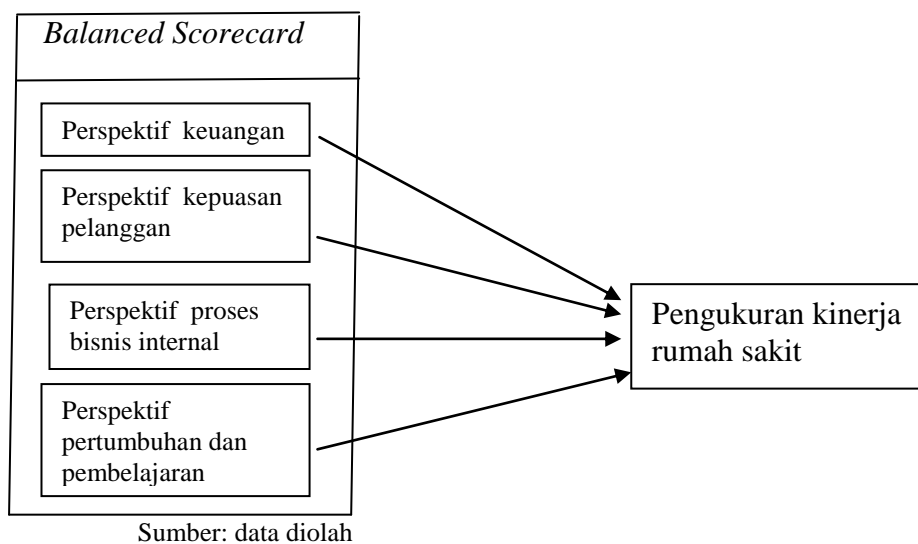 Balanced Scorecard
Perspektif keuangan
Perspektif kepuasan
pelanggan
Perspektif proses
bisnis internal
Perspektif
pertumbuhan dan
pembelajaran
Pengukuran kinerja
rumah sakit
Sumber: data diolah